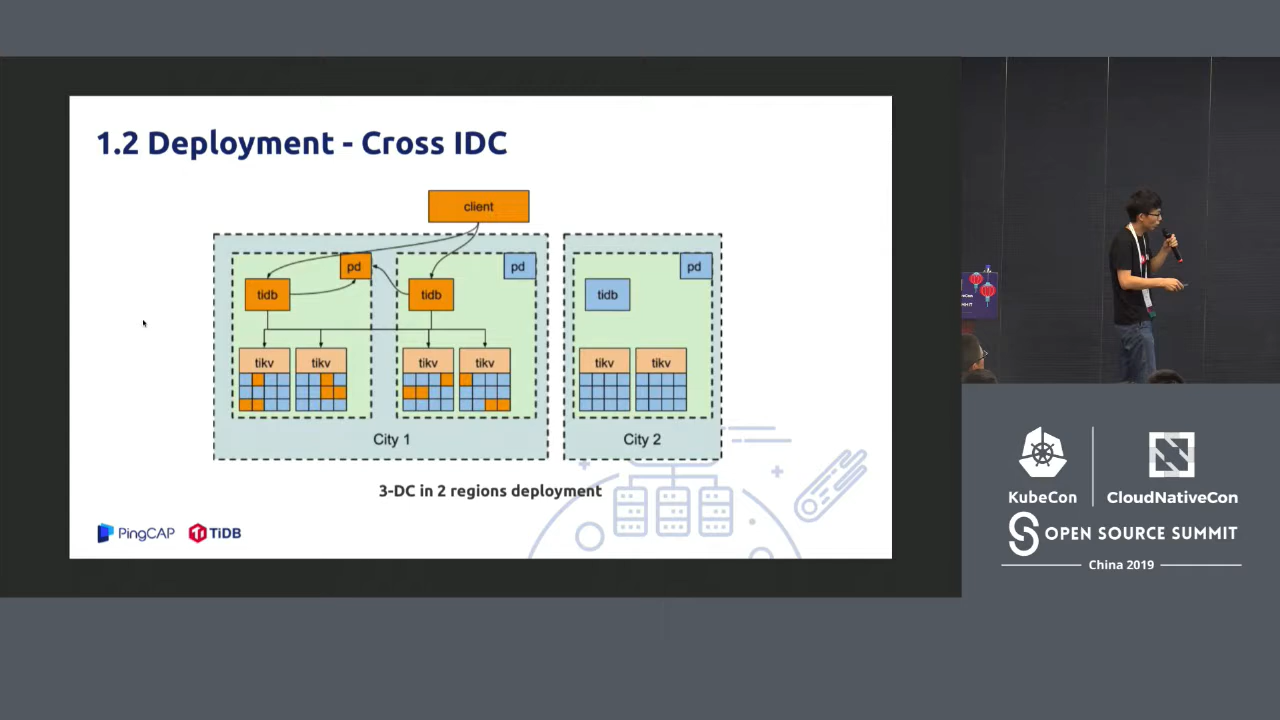 1.2 Deployment - Cross IDC
client
pd
pd
pd
tidb
tidb
tidb
tikv
tikv
tikv
tikv
tikv
tikv
City 1
City 2
3-DC in 2 regions deployment
PingCAP
TiDB
KubeCon
CloudNativeCon
OPEN SOURCE SUMMIT
China 2019